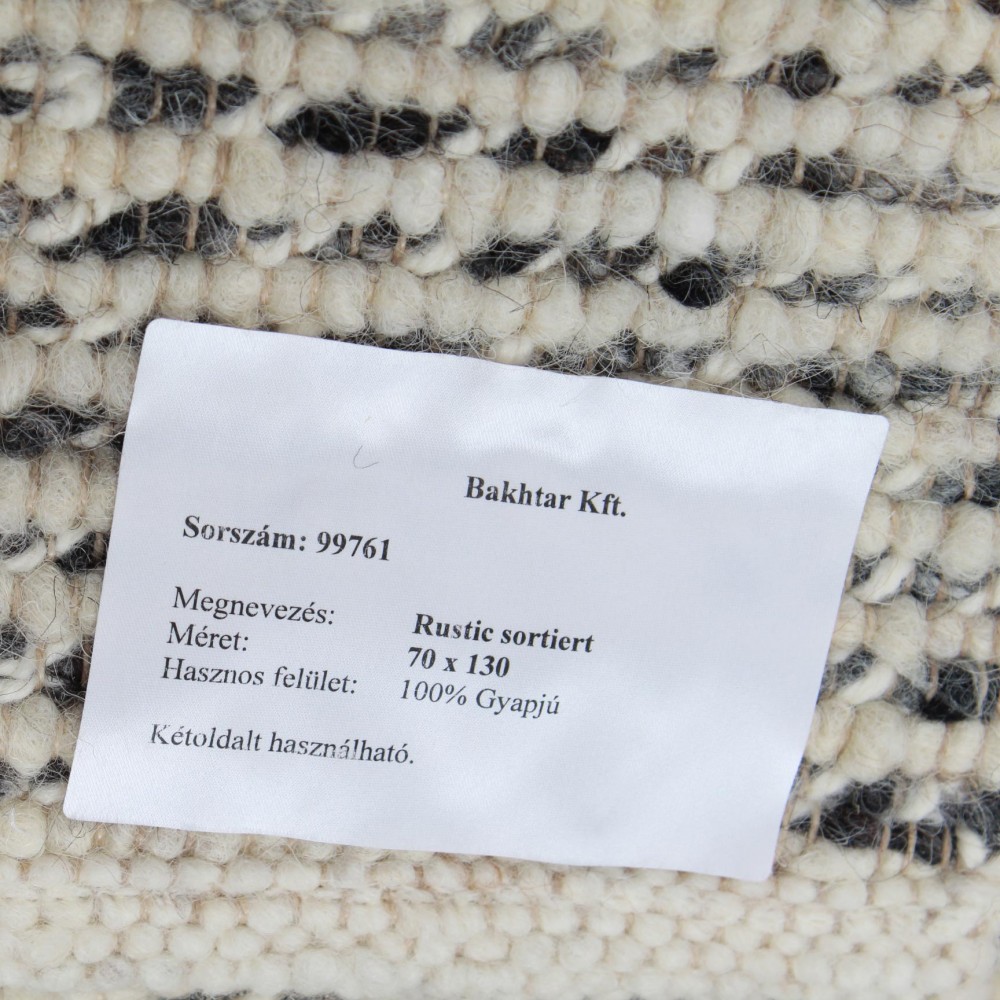 Bakhtar Kft.
Sorszám: 99761
Megnevezés: Rustic sortiert
Méret: 70 x 130
Hasznos felület: 100% Gyapjú
Kétoldalt használható.